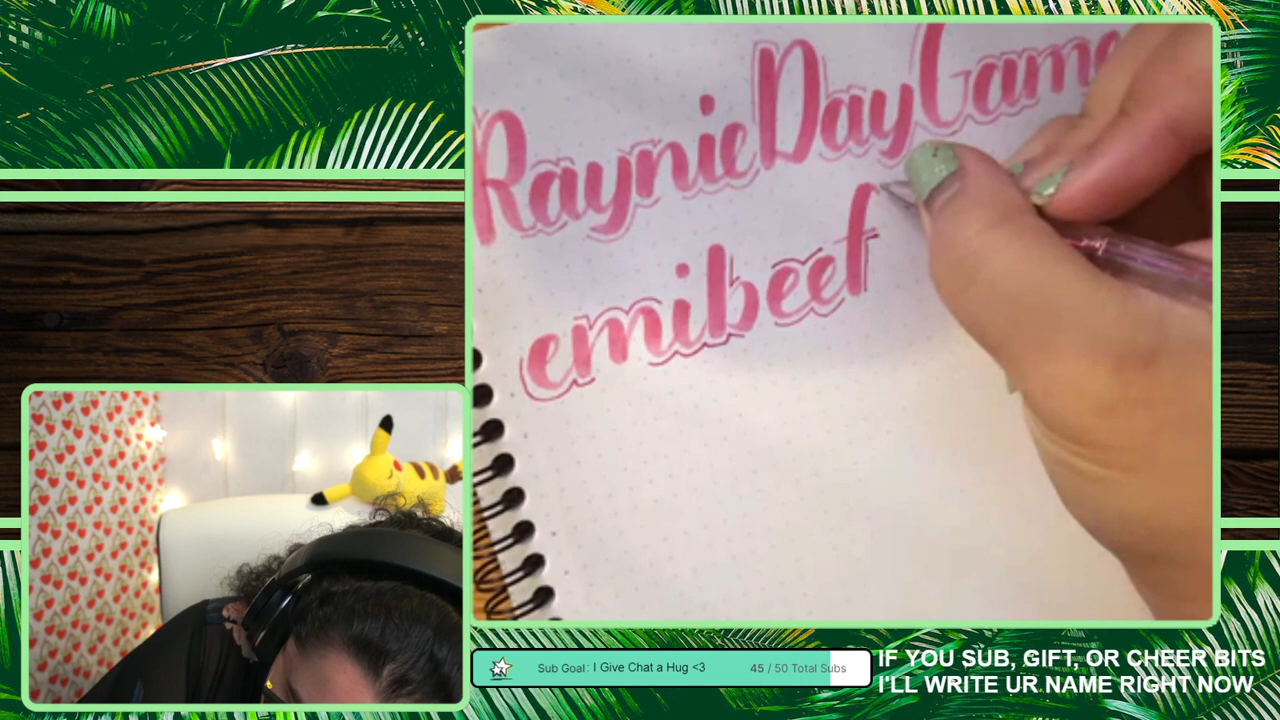 RaynieDayGame
emibeef
Sub Goal: I Give Chat a Hug <3 45 / 50 Total Subs
IF YOU SUB, GIFT, OR CHEER BITS
I'LL WRITE UR NAME RIGHT NOW